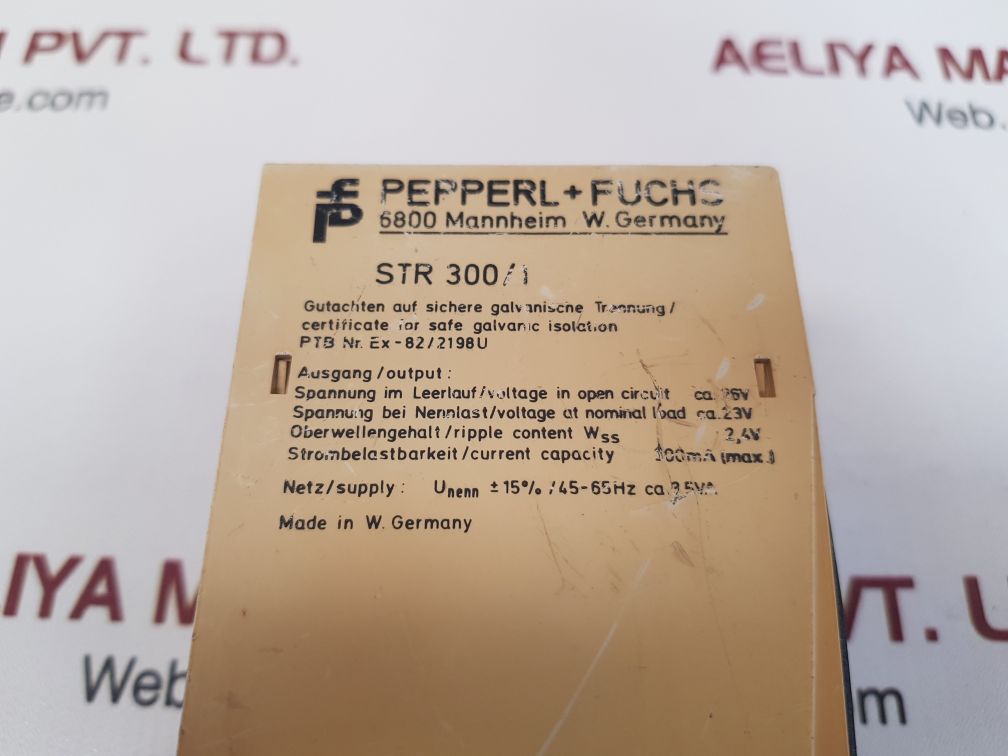 PVT. LTD.
e.com
AELIYA MA
Web.
PEPPERL+FUCHS
6800 Mannheim W. Germany
STR 300/1
Gutachten auf sichere galvanische Trennung/
certificate for safe galvanic isolation
PTB Nr. Ex-82/2198U
Ausgang/output:
Spannung im Leerlauf/voltage in open circuit ca.
Spannung bei Nennlast/voltage at nominal load ca.23V
Oberwellengehalt/ripple content Wss 2,4V
Strombelastbarkeit/current capacity (max.)
Netz/supply: Unenn ±15% /45-65Hz ca.
Made in W. Germany
LIYA M
VT. L
Web
m